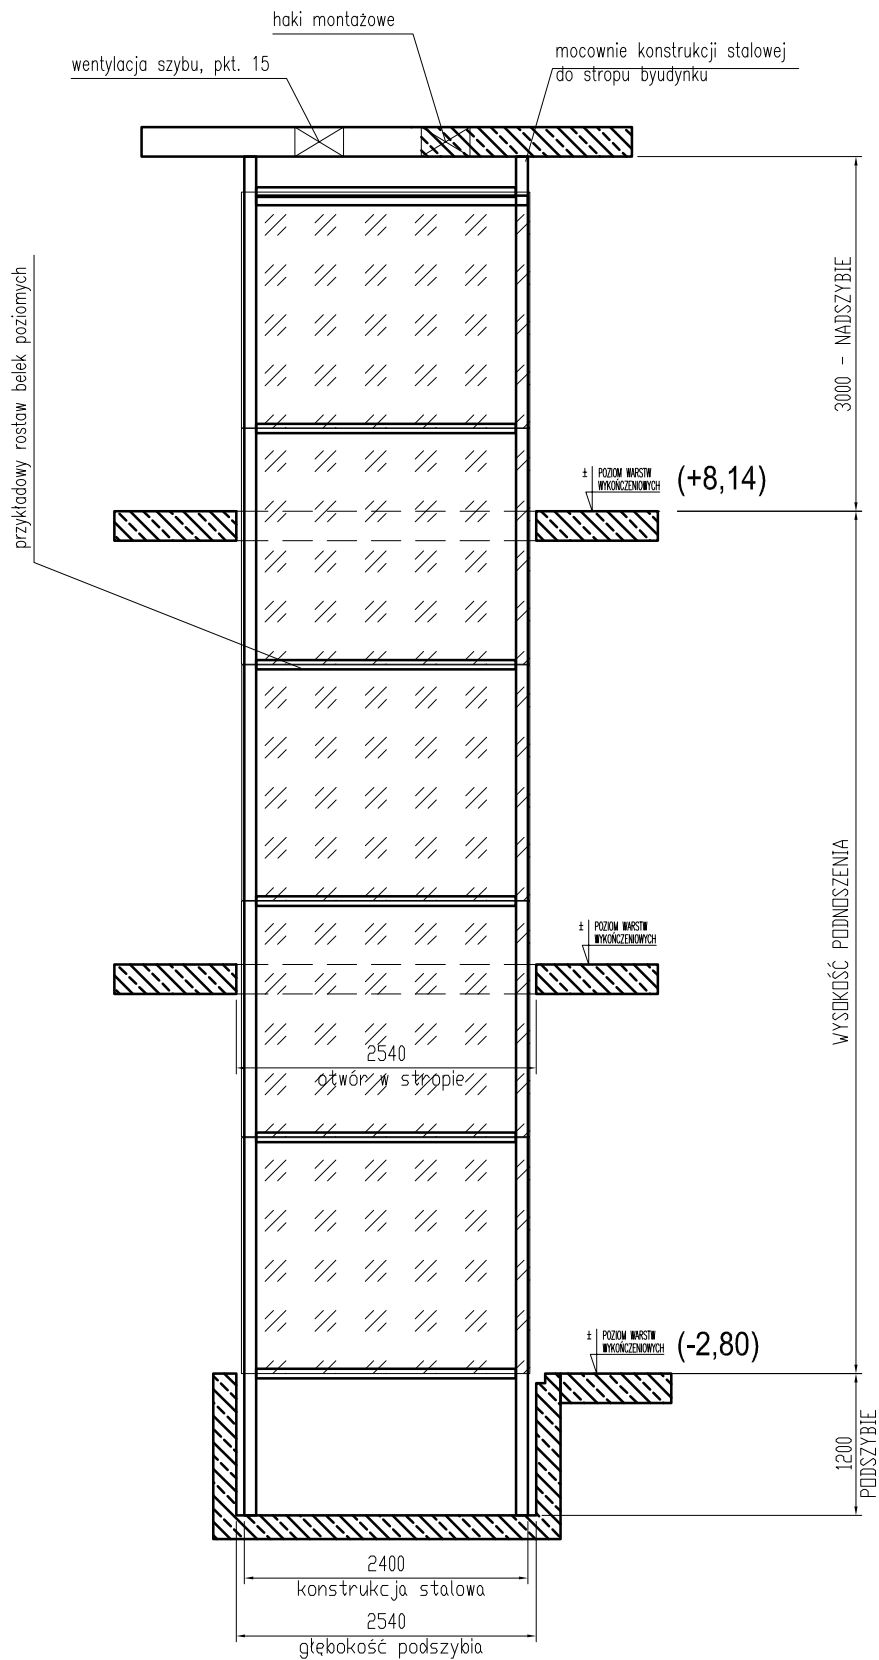 haki montażowe
wentylacja szybu, pkt. 15
mocownie konstrukcji stalowej
do stropu byudynku
przykładowy rostaw belek poziomych
3000 - NADSZYBIE
± POZIOM WARSTW
WYKOŃCZENIOWYCH
(+8,14)
WYSOKOŚĆ PODNOSZENIA
± POZIOM WARSTW
WYKOŃCZENIOWYCH
2540
otwór w stropie
± POZIOM WARSTW
WYKOŃCZENIOWYCH
(-2,80)
1200
PODSZYBIE
2400
konstrukcja stalowa
2540
głębokość podszybia